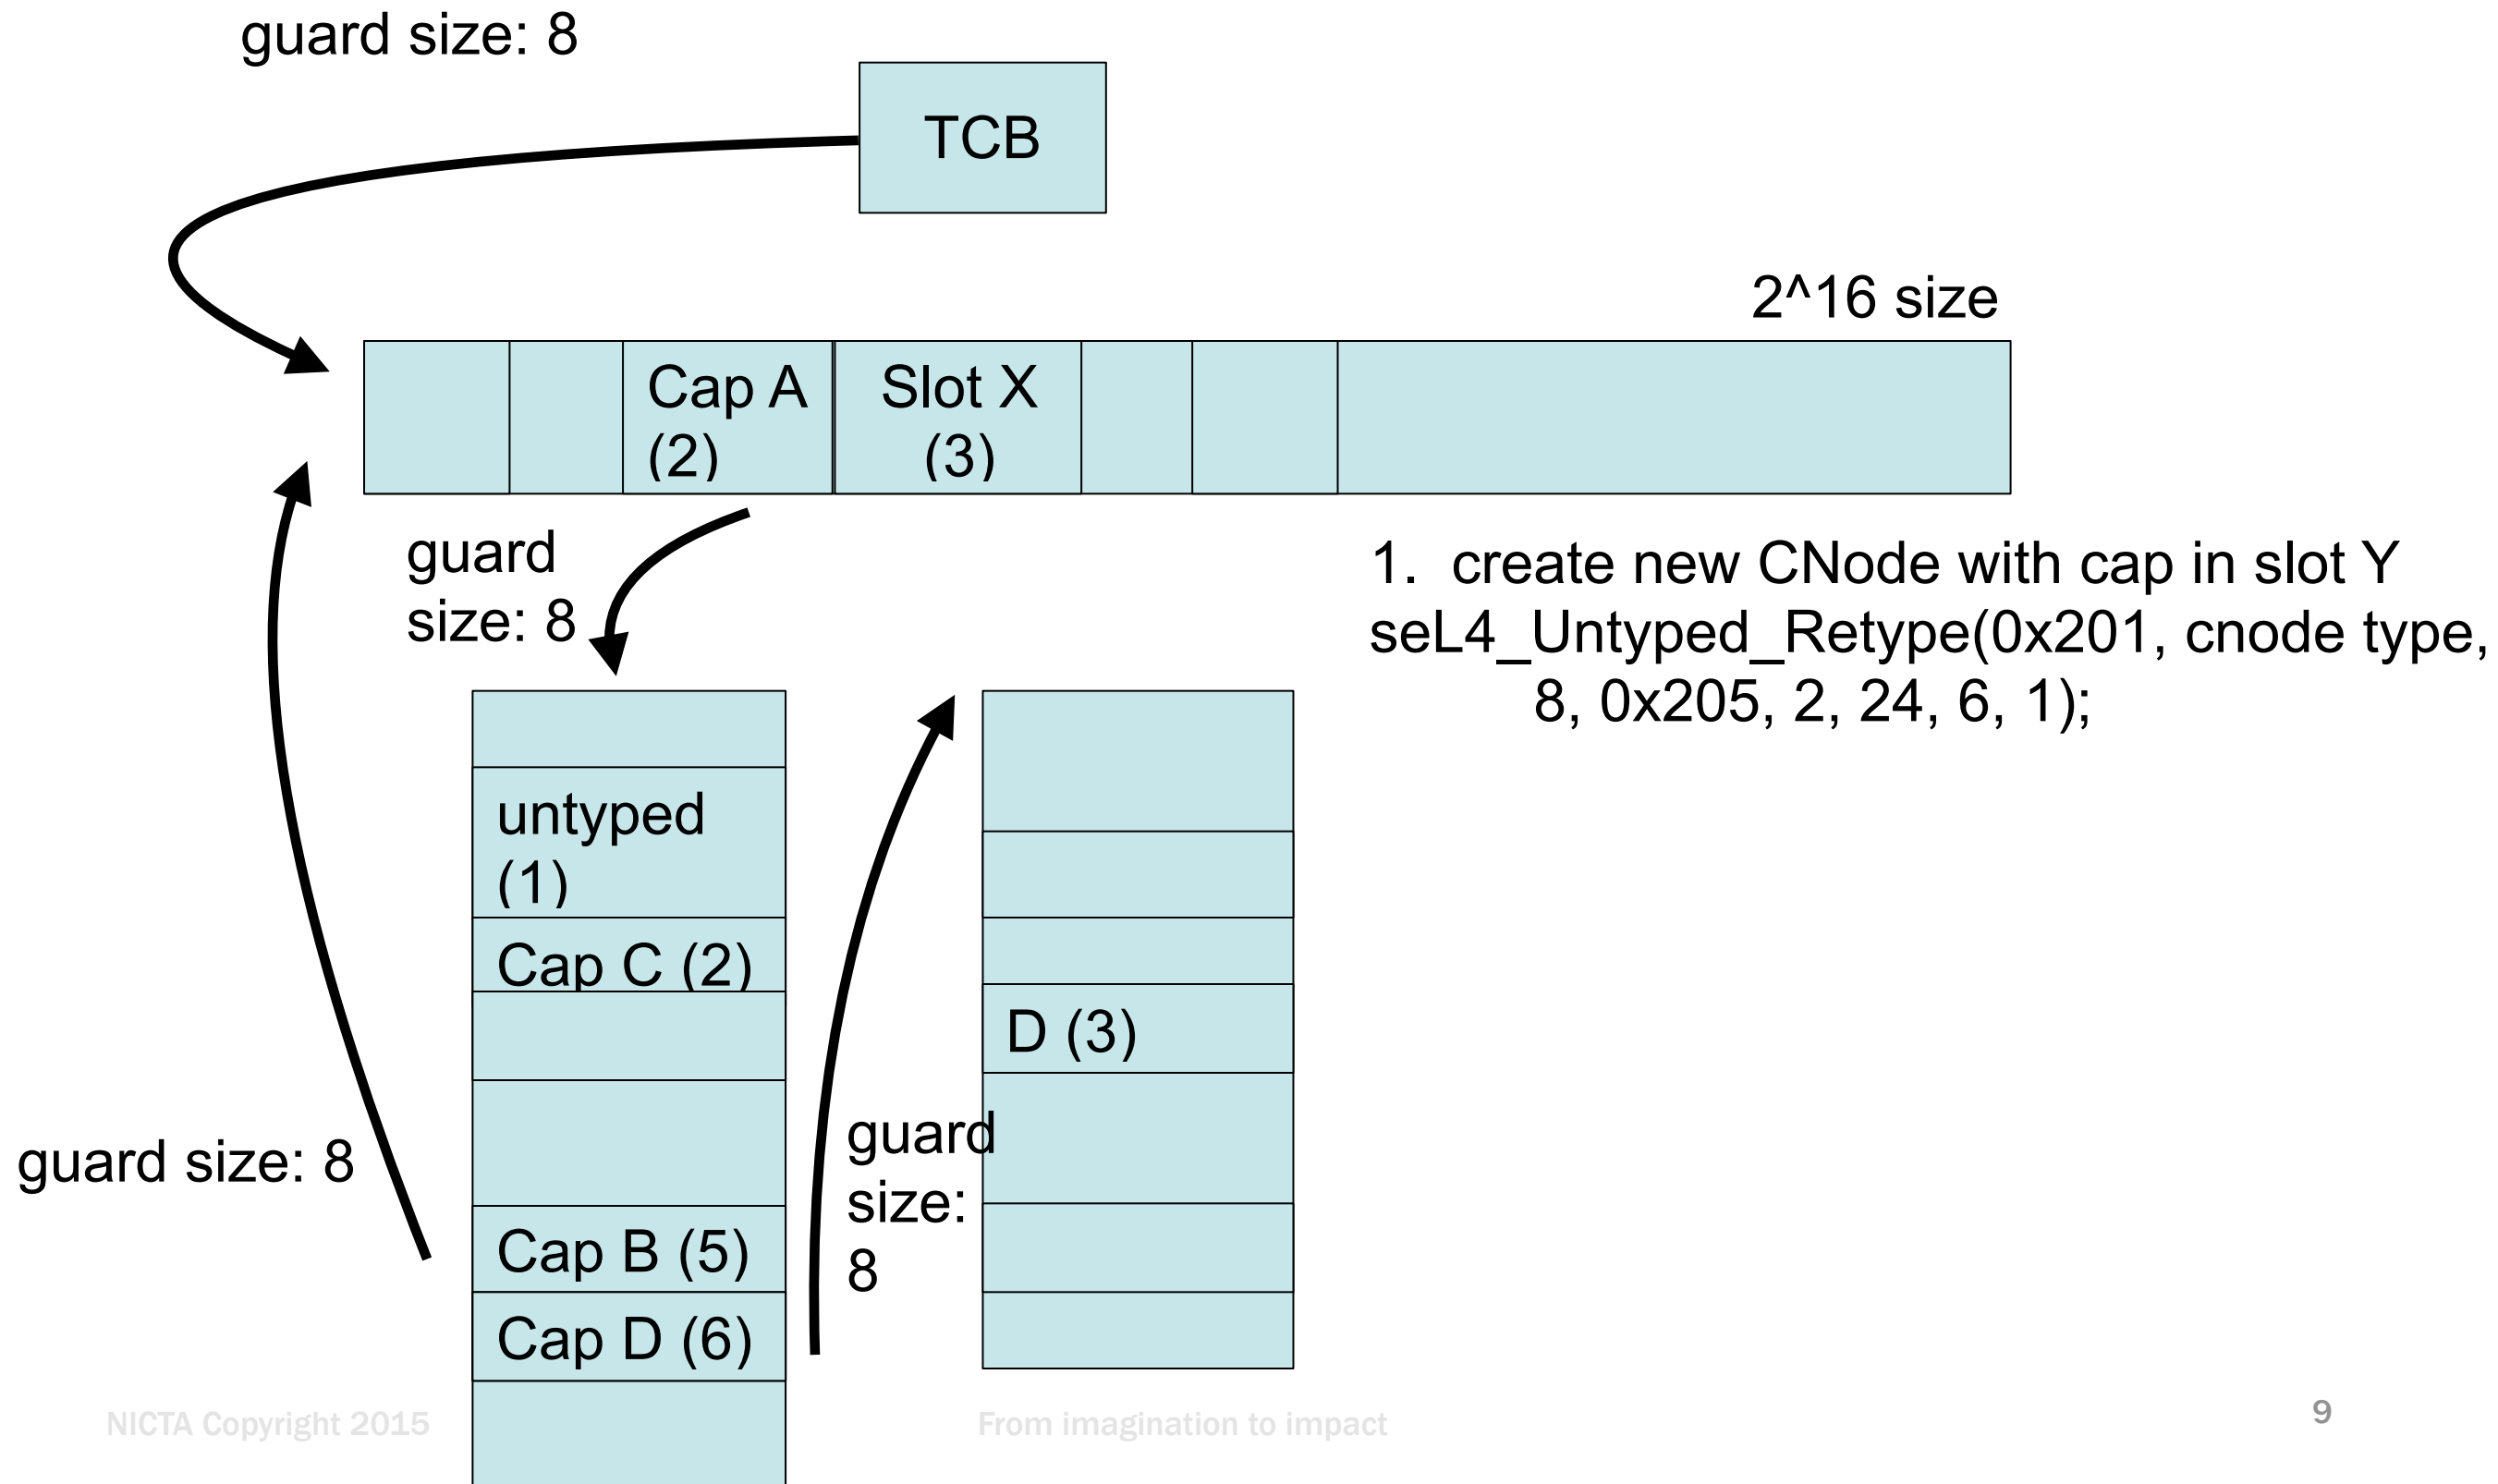 guard size: 8
TCB
2^16 size
Cap A
(2)
Slot X
(3)
guard
size: 8
1. create new CNode with cap in slot Y
seL4_Untyped_Retype(0x201, cnode type,
8, 0x205, 2, 24, 6, 1);
untyped
(1)
Cap C (2)
D (3)
guard size: 8
guard
size:
8
Cap B (5)
Cap D (6)
NICTA Copyright 2015
From imagination to impact
9